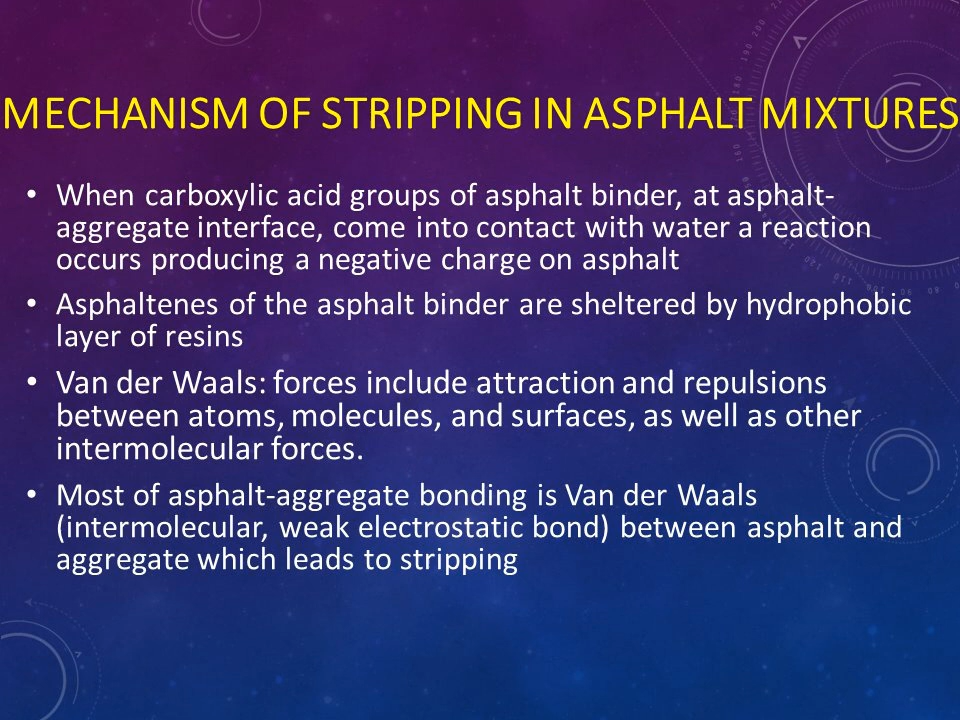 MECHANISM OF STRIPPING IN ASPHALT MIXTURES
• When carboxylic acid groups of asphalt binder, at asphalt-
aggregate interface, come into contact with water a reaction
occurs producing a negative charge on asphalt
• Asphaltenes of the asphalt binder are sheltered by hydrophobic
layer of resins
• Van der Waals: forces include attraction and repulsions
between atoms, molecules, and surfaces, as well as other
intermolecular forces.
• Most of asphalt-aggregate bonding is Van der Waals
(intermolecular, weak electrostatic bond) between asphalt and
aggregate which leads to stripping